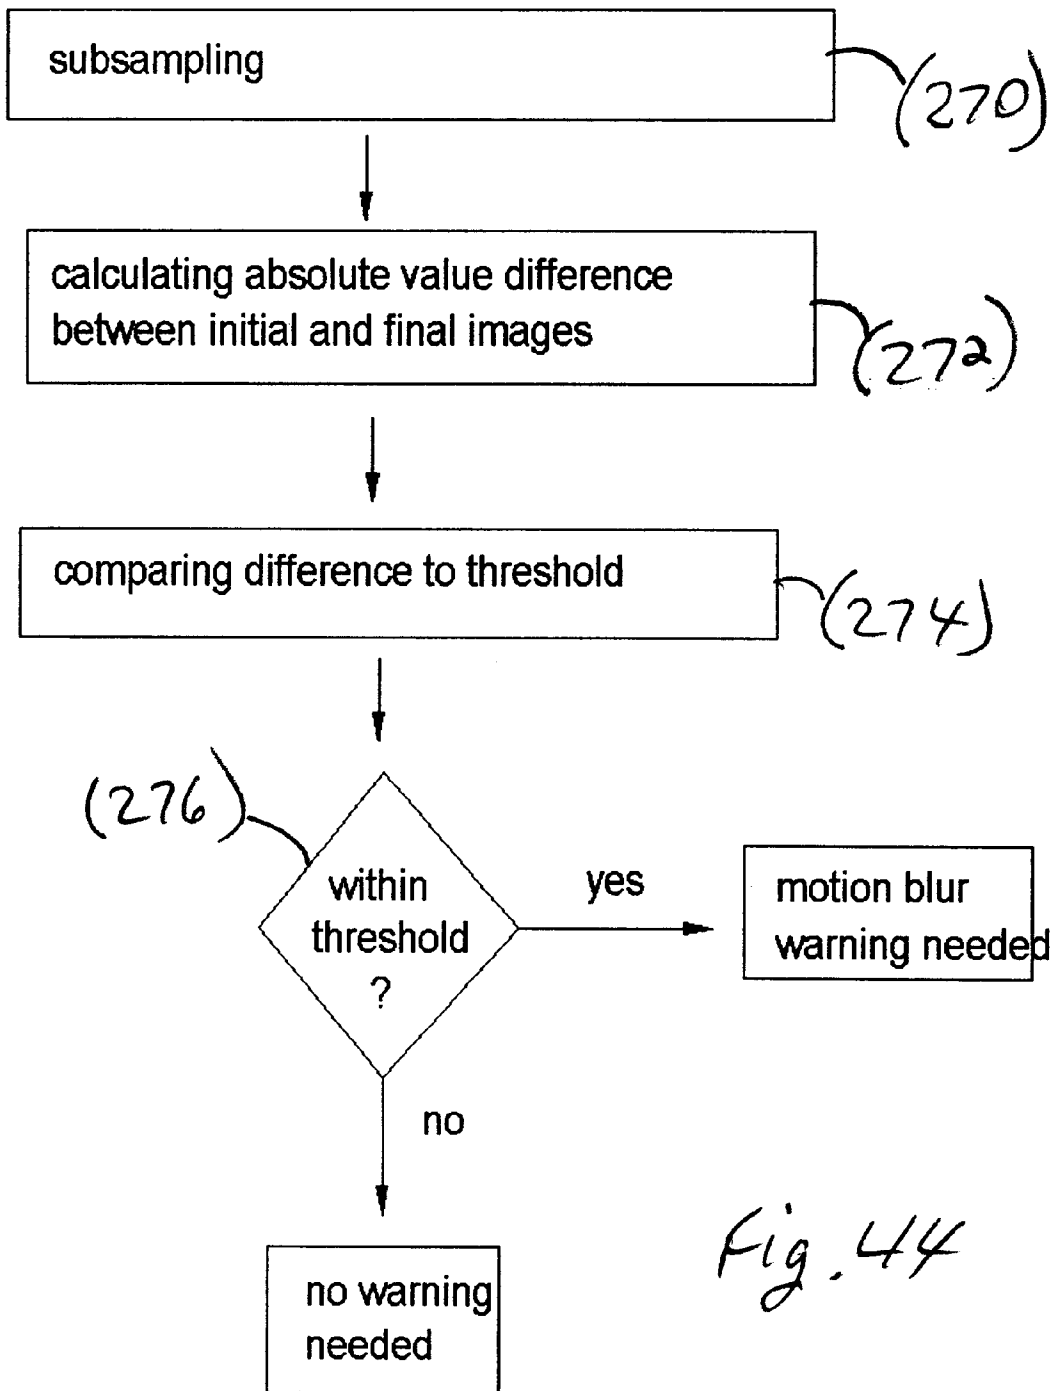 subsampling
(270)
calculating absolute value difference
between initial and final images
(272)
comparing difference to threshold
(274)
(276)
within
threshold
?
yes
motion blur
warning needed
no
no warning
needed
Fig. 44